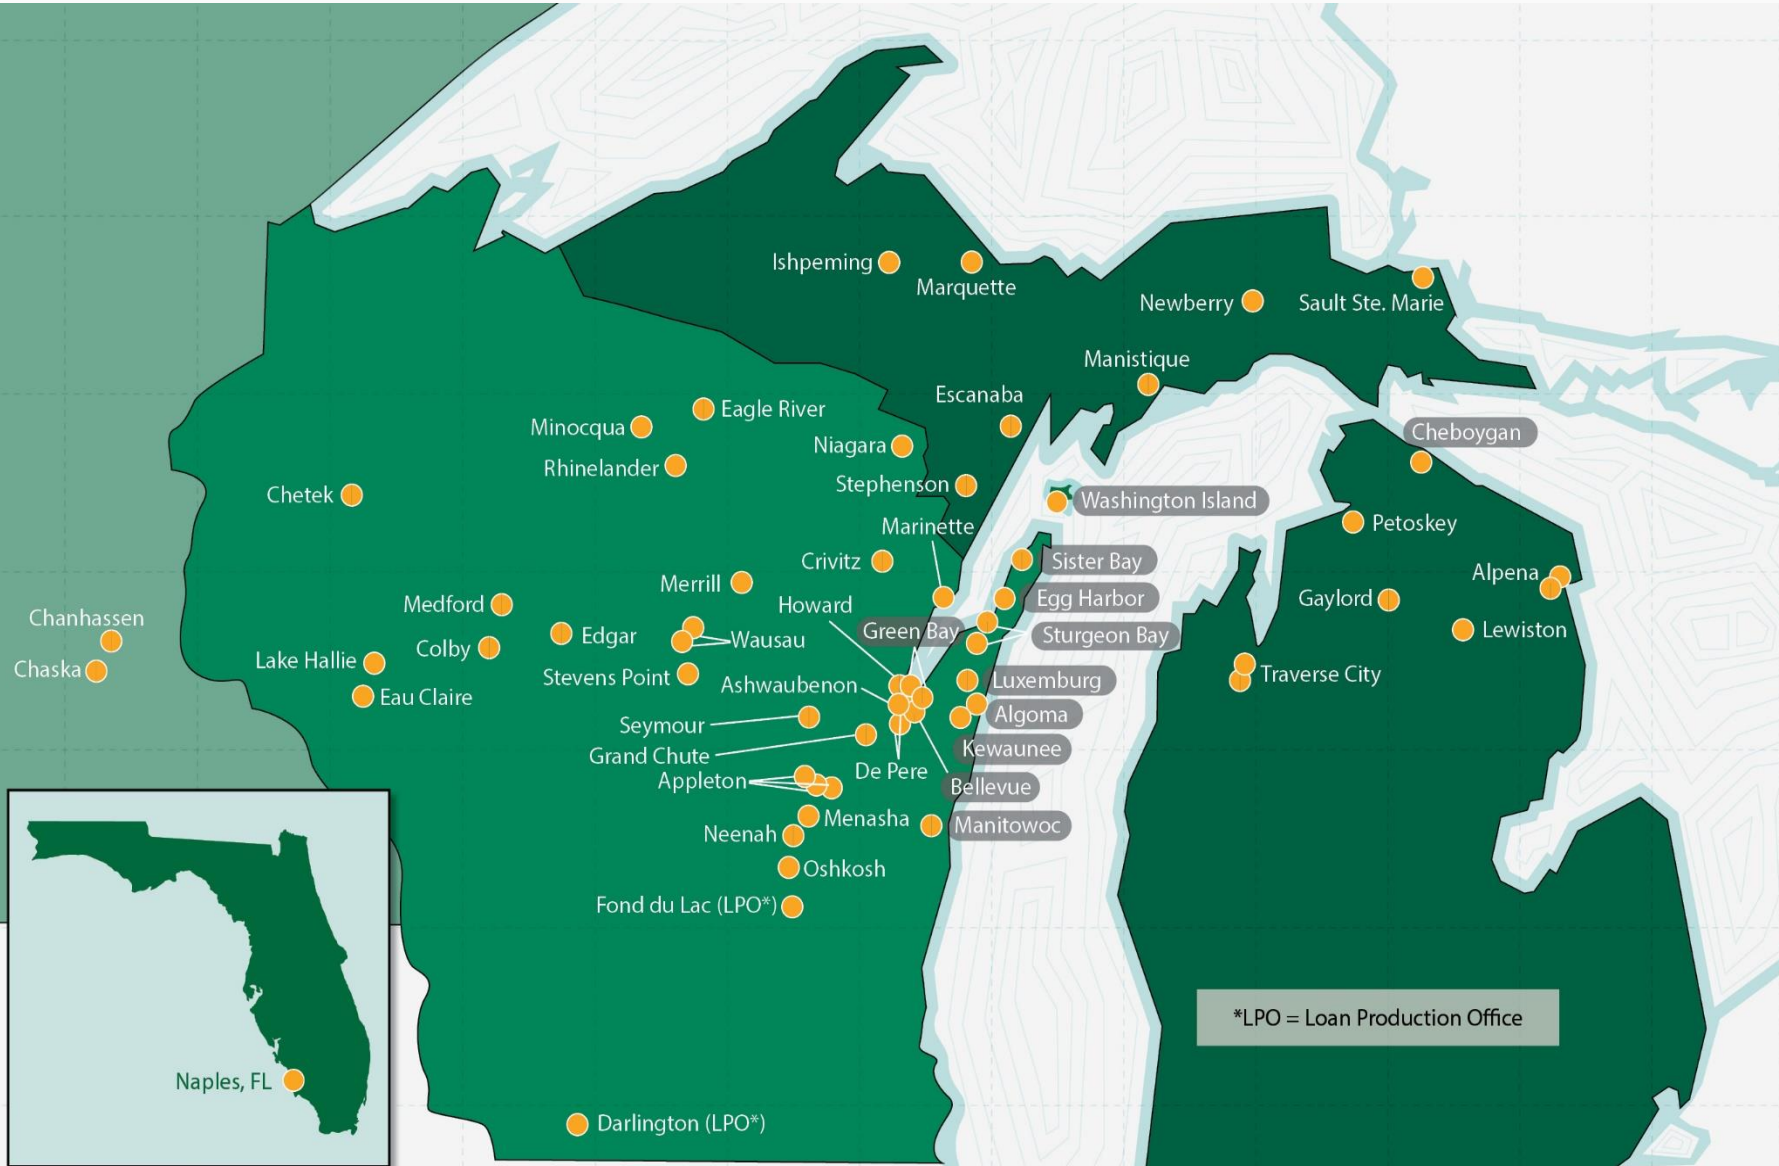 Ishpeming
Marquette
Newberry
Sault Ste. Marie
Manistique
Escanaba
Eagle River
Minocqua
Niagara
Cheboygan
Rhinelander
Stephenson
Chetek
Washington Island
Petoskey
Marinette
Crivitz
Sister Bay
Merrill
Alpena
Medford
Howard
Egg Harbor
Gaylord
Chanhassen
Green Bay
Lewiston
Edgar
Wausau
Sturgeon Bay
Colby
Lake Hallie
Chaska
Stevens Point
Ashwaubenon
Luxemburg
Traverse City
Eau Claire
Seymour
Algoma
Grand Chute
Kewaunee
Appleton
De Pere
Bellevue
Menasha
Manitowoc
Neenah
Oshkosh
Fond du Lac (LPO*)
*LPO = Loan Production Office
Naples, FL
Darlington (LPO*)